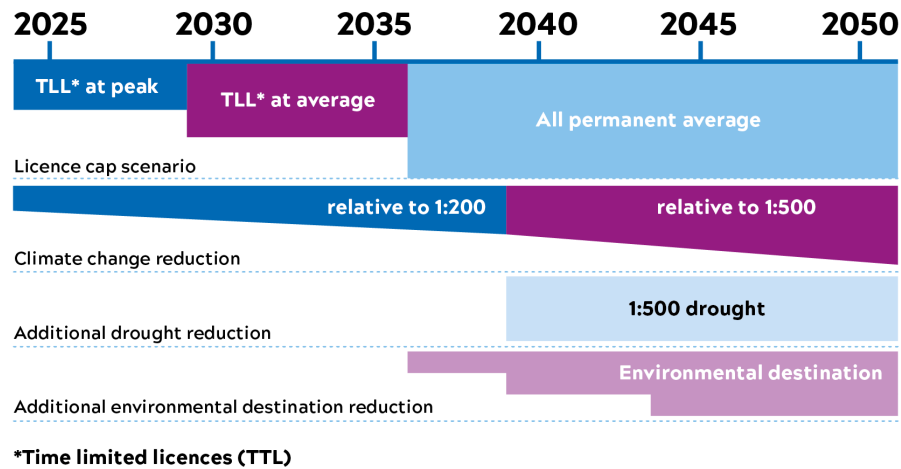 2025 2030 2035 2040 2045 2050
TLL* at peak
TLL* at average
All permanent average
Licence cap scenario
relative to 1:200
relative to 1:500
Climate change reduction
1:500 drought
Additional drought reduction
Environmental destination
Additional environmental destination reduction
*Time limited licences (TTL)